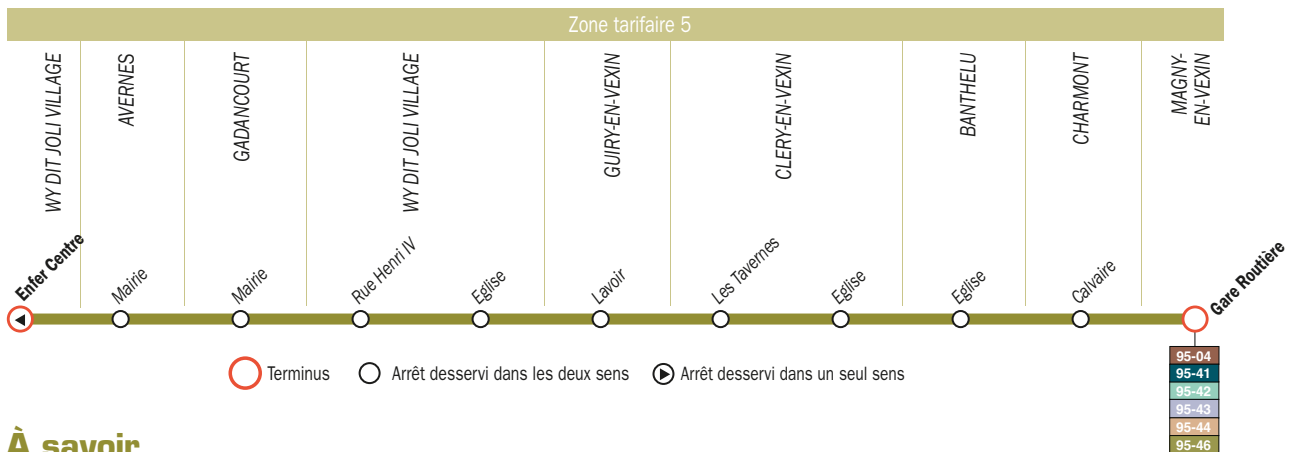 Zone tarifaire 5
WY DIT JOLI VILLAGE
AVERNES
GADANCOURT
WY DIT JOLI VILLAGE
GUIRY-EN-VEXIN
CLERY-EN-VEXIN
BANTHELU
CHARMONT
MAGNY-
EN-VEXIN
Enfer Centre
Mairie
Mairie
Rue Henri IV
Eglise
Lavoir
Les Tavernes
Eglise
Eglise
Calvaire
Gare Routière
Terminus
Arrêt desservi dans les deux sens
Arrêt desservi dans un seul sens
95-04
95-41
95-42
95-43
95-44
95-46
À savoir